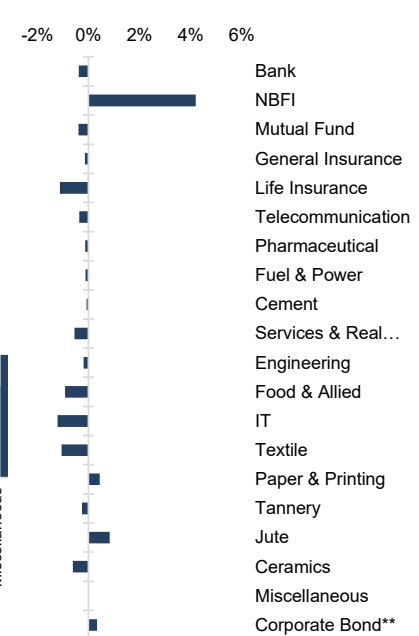 -2% 0% 2% 4% 6%
Bank
NBFI
Mutual Fund
General Insurance
Life Insurance
Telecommunication
Pharmaceutical
Fuel & Power
Cement
Services & Real…
Engineering
Food & Allied
IT
Textile
Paper & Printing
Tannery
Jute
Ceramics
Miscellaneous
Corporate Bond**